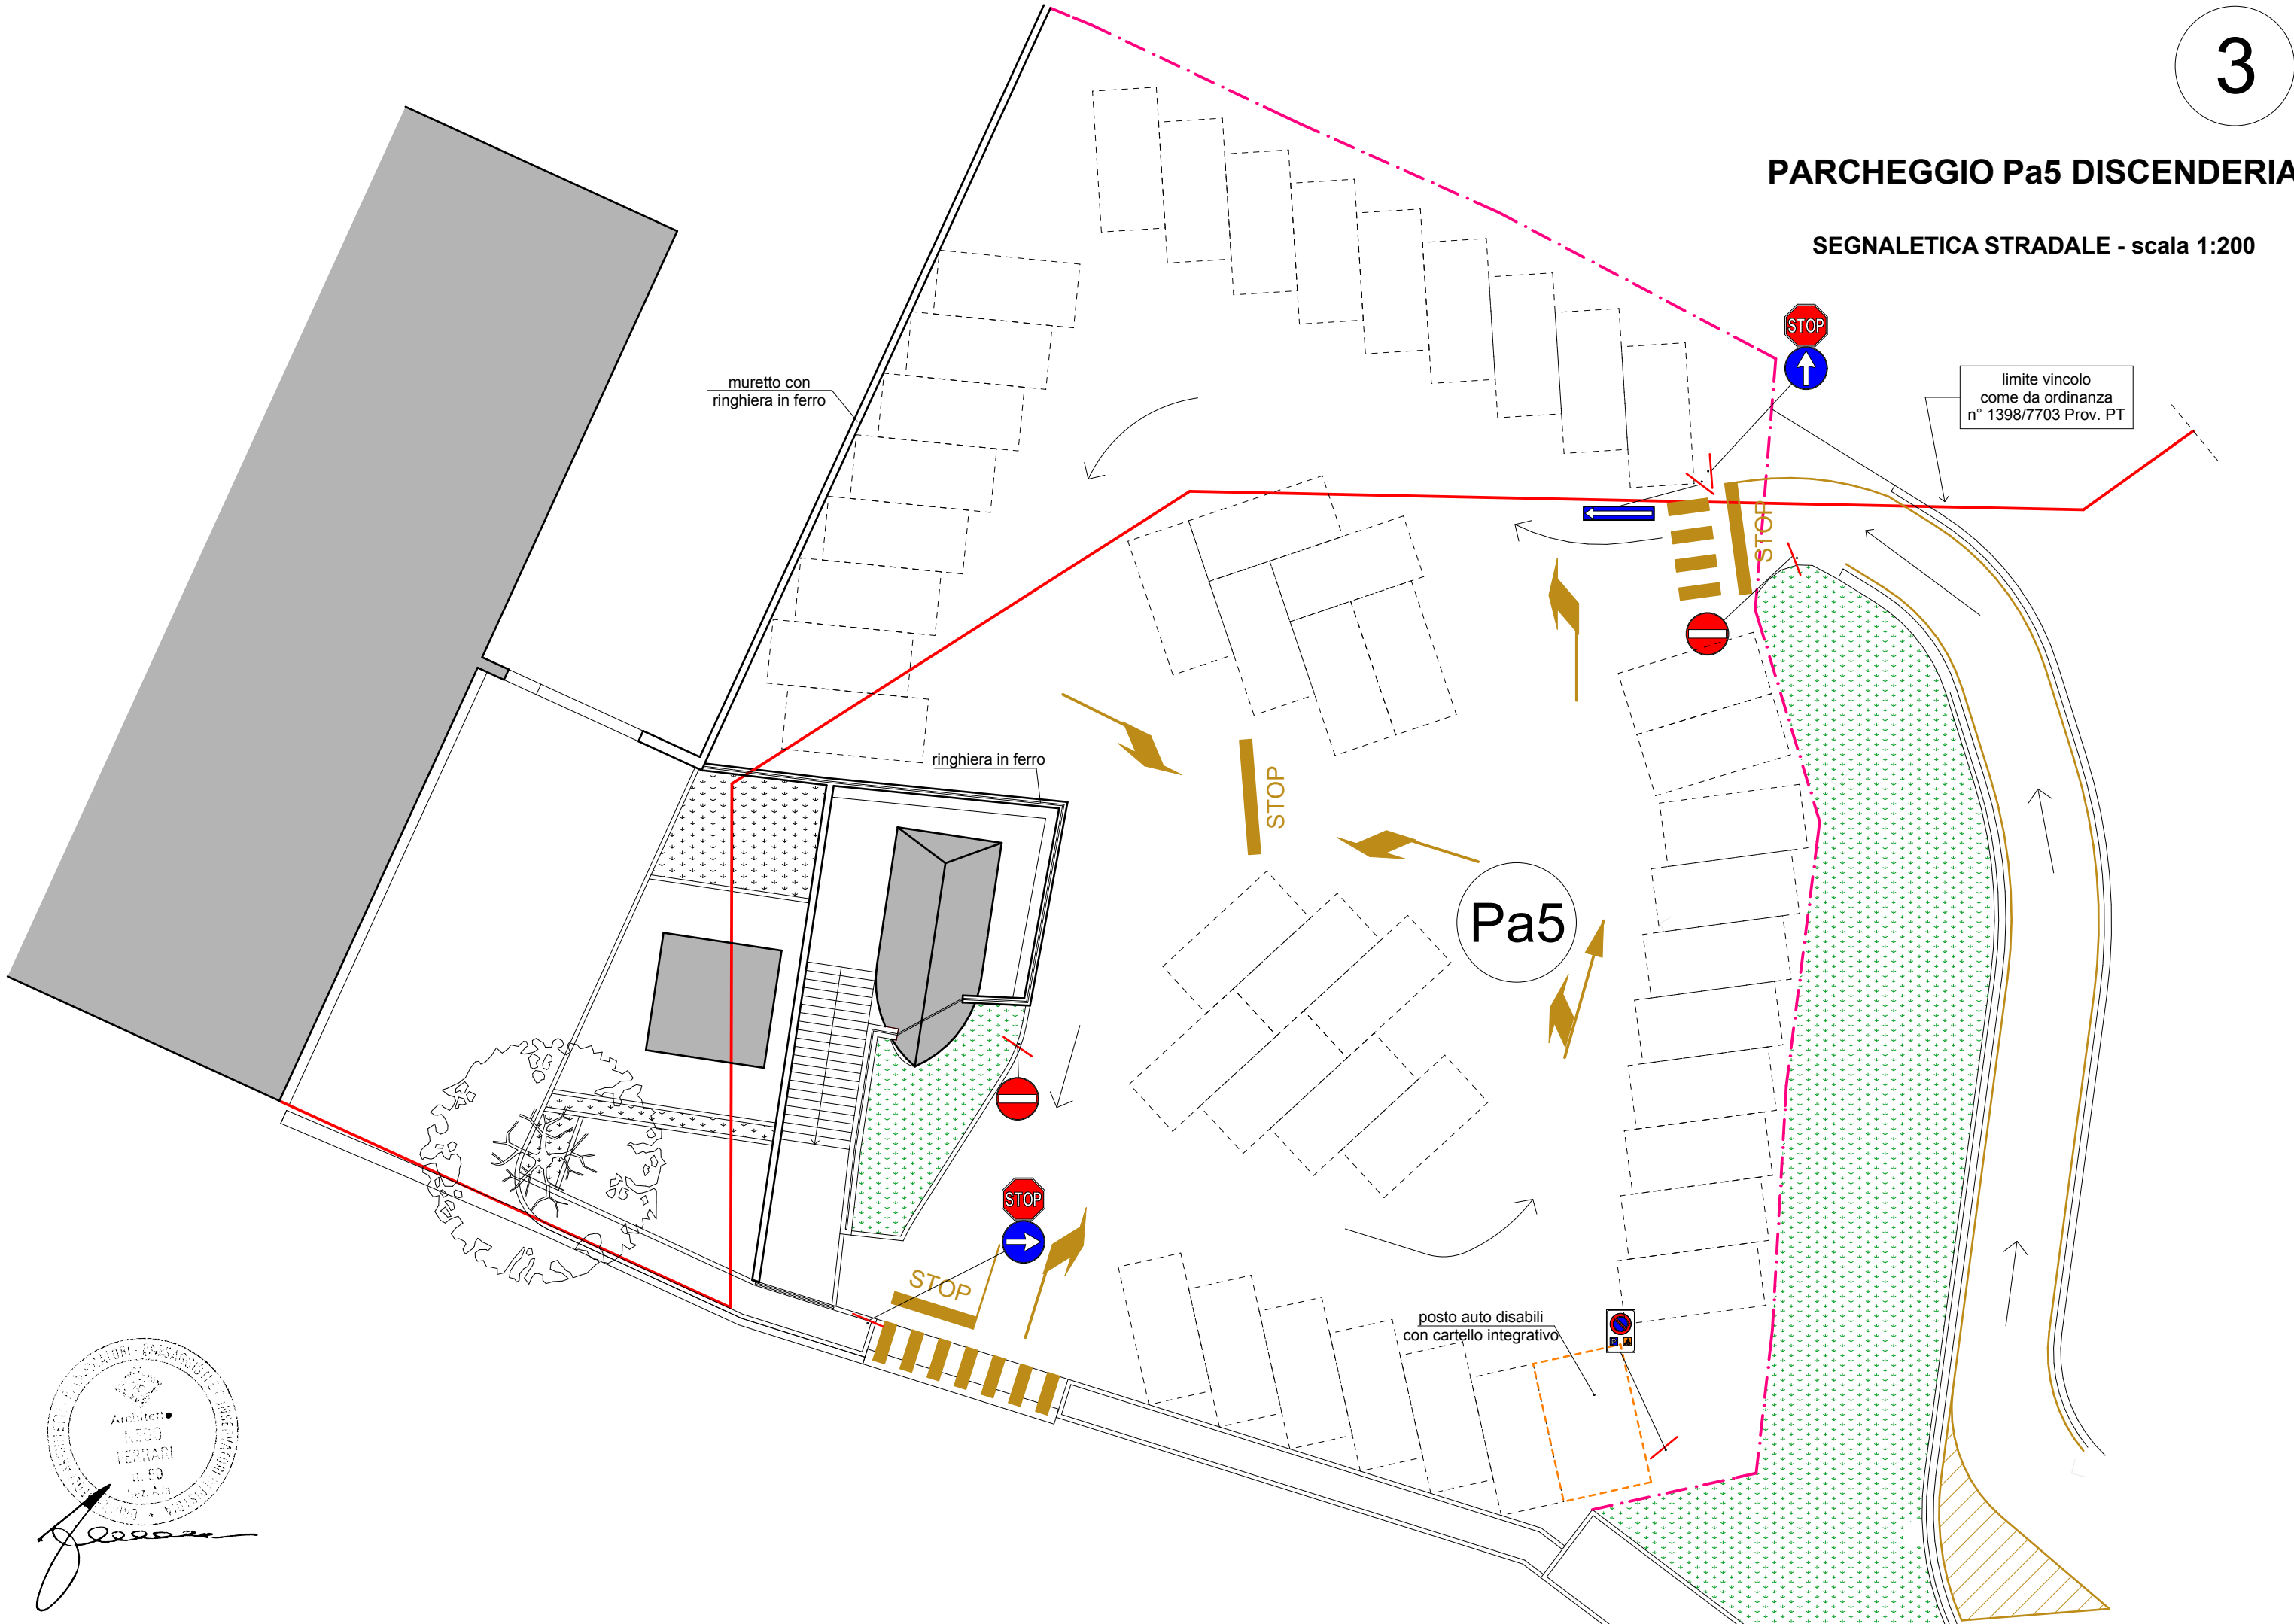 3
PARCHEGGIO Pa5 DISCENDERIA
SEGNALETICA STRADALE - scala 1:200
STOP
limite vincolo
come da ordinanza
n° 1398/7703 Prov. PT
muretto con
ringhiera in ferro
STOP
ringhiera in ferro
STOP
Pa5
STOP
STOP
posto auto disabili
con cartello integrativo
Architetto
FERRARI